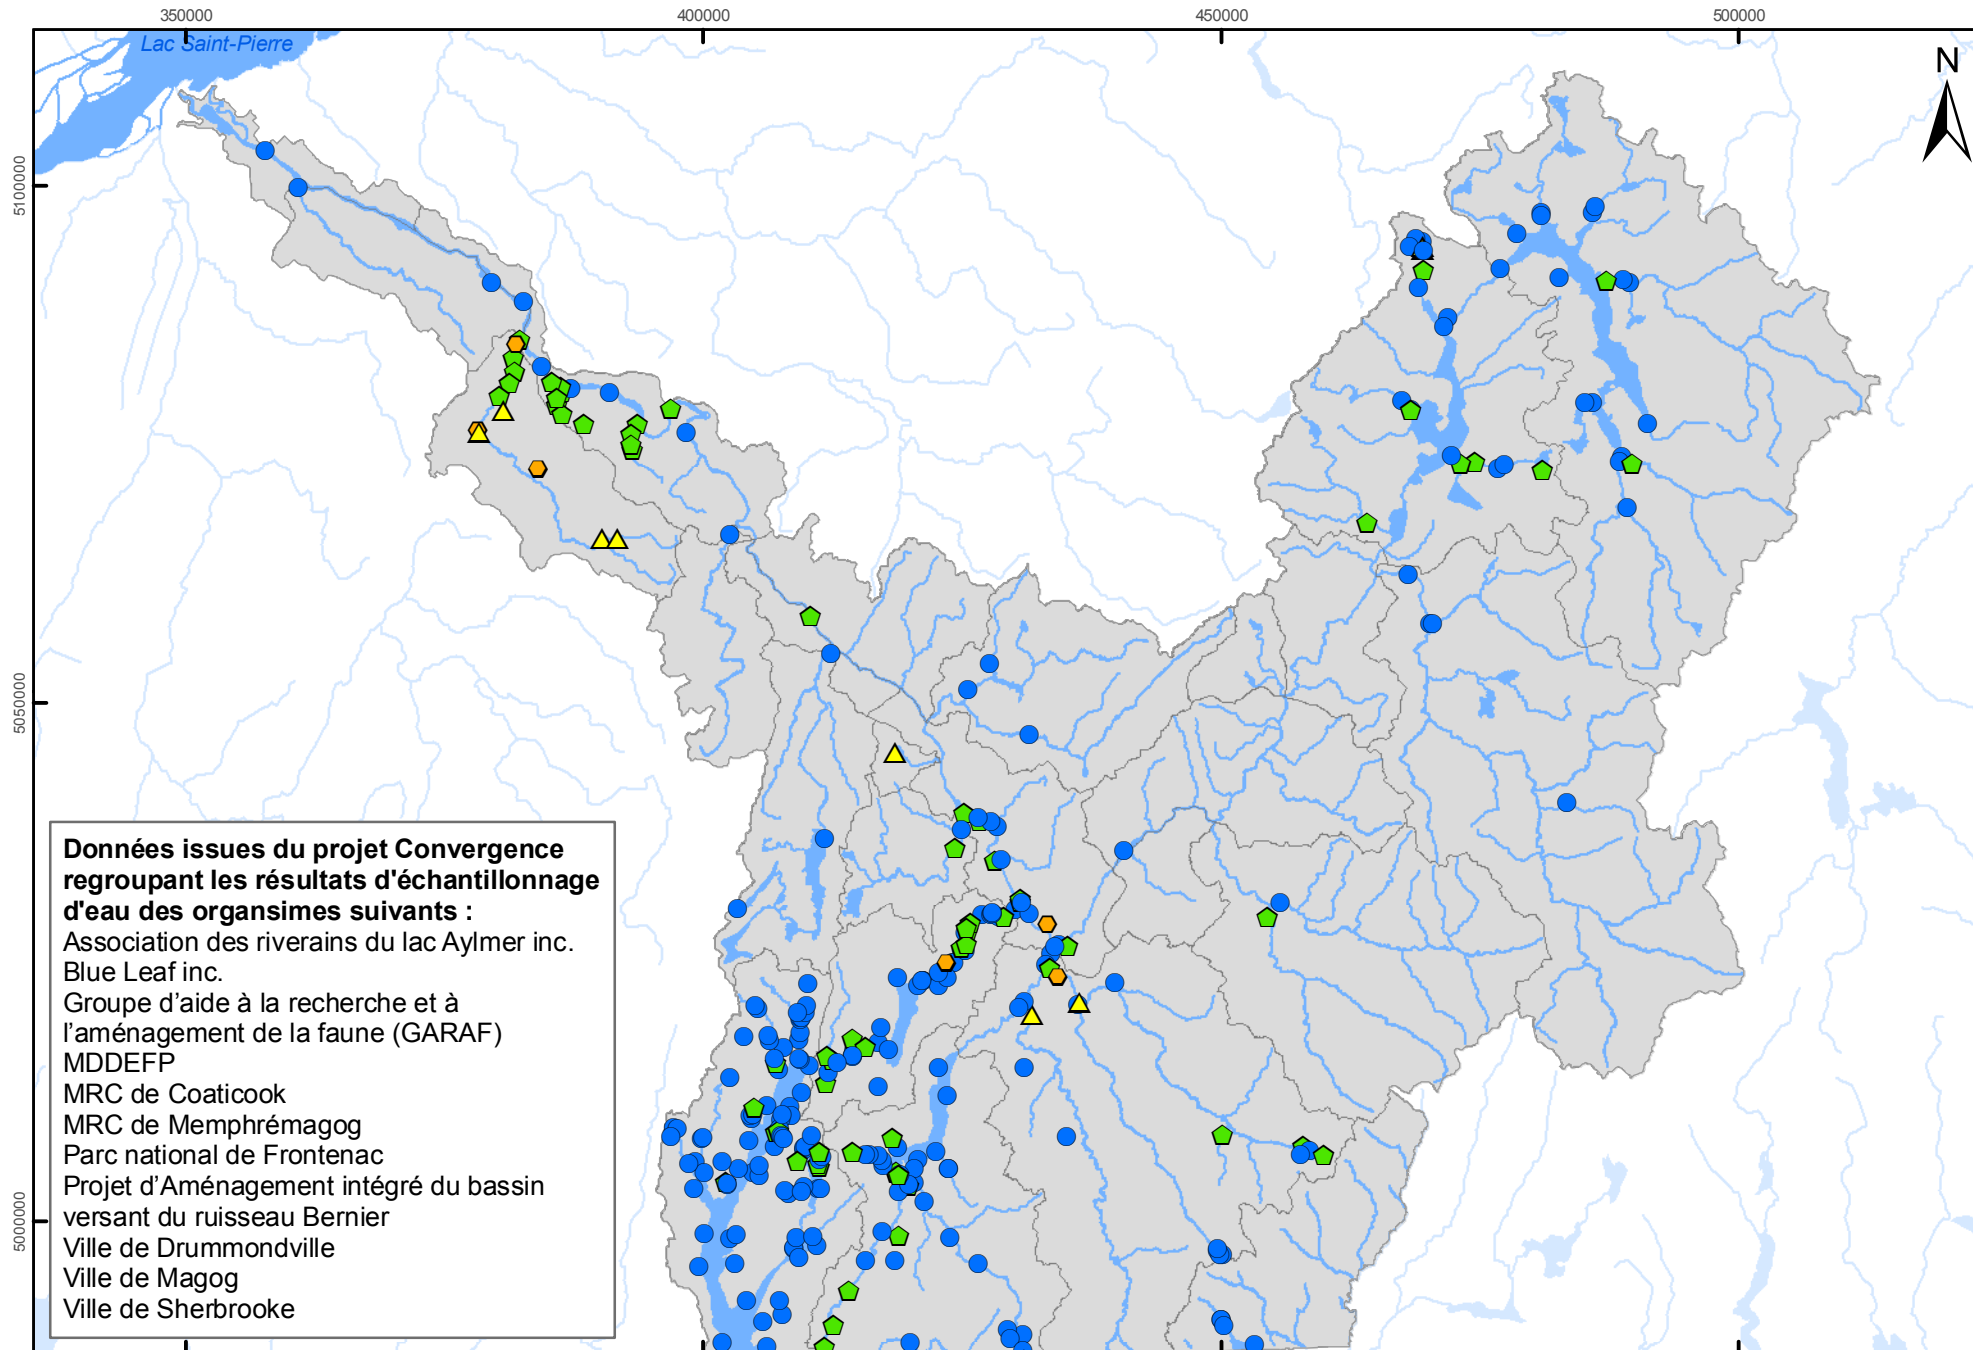 350000
400000
450000
500000
Lac Saint-Pierre
N
5100000
5050000
5000000
Données issues du projet Convergence
regroupant les résultats d'échantillonnage
d'eau des organsimes suivants :
Association des riverains du lac Aylmer inc.
Blue Leaf inc.
Groupe d'aide à la recherche et à
l'aménagement de la faune (GARAF)
MDDEFP
MRC de Coaticook
MRC de Memphrémagog
Parc national de Frontenac
Projet d'Aménagement intégré du bassin
versant du ruisseau Bernier
Ville de Drummondville
Ville de Magog
Ville de Sherbrooke